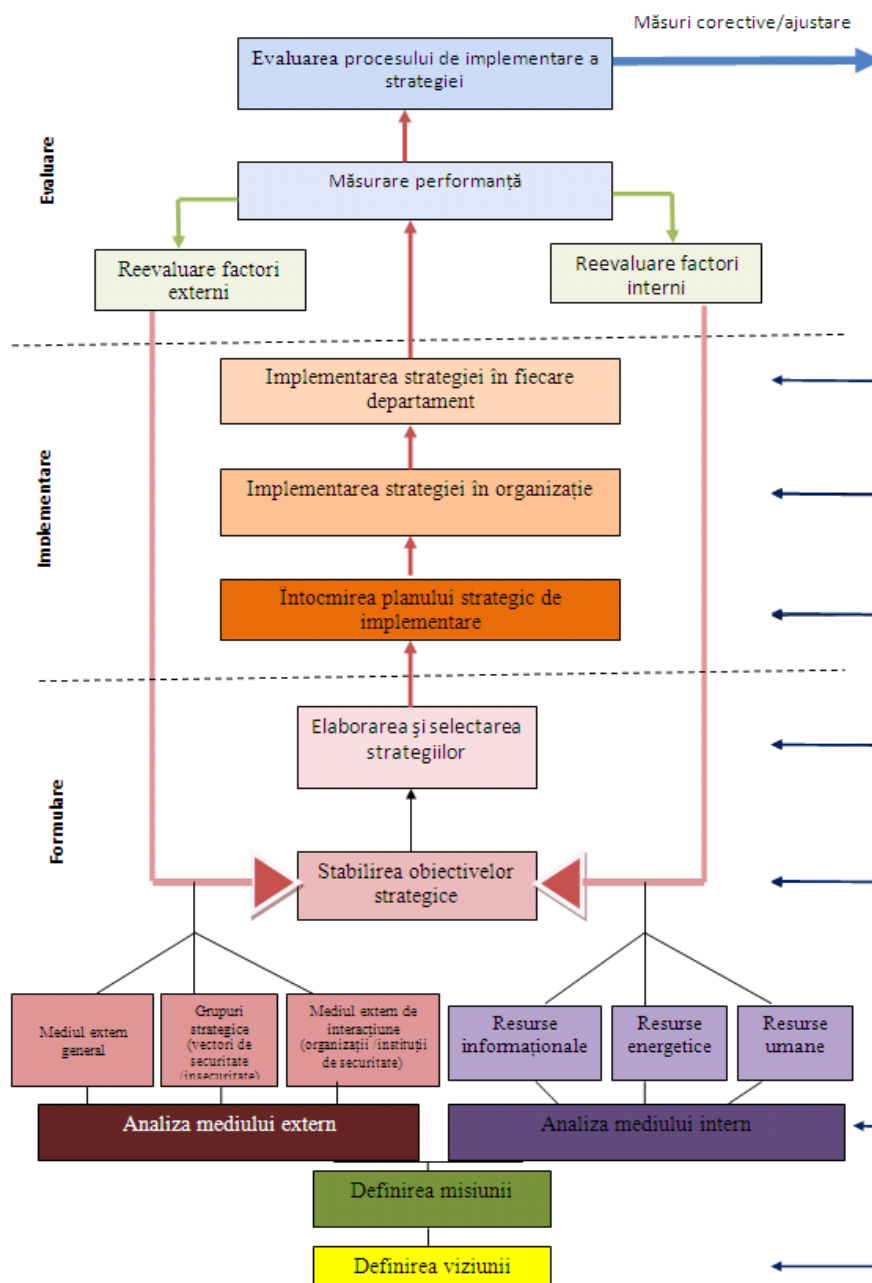 Măsuri corective/ajustare
Evaluarea procesului de implementare a
strategiei
Evaluare
Măsurare performanță
Reevaluare factori
externi
Reevaluare factori
interni
Implementarea strategiei în fiecare
departament
Implementare
Implementarea strategiei în organizație
Întocmirea planului strategic de
implementare
Elaborarea și selectarea
strategiilor
Formulare
Stabilirea obiectivelor
strategice
Mediul extern
general
Grupuri
strategice
(vectori de
securitate
/insecuritate)
Mediul extern de
interacțiune
(organizații /instituții
de securitate)
Resurse
informaționale
Resurse
energetice
Resurse
umane
Analiza mediului extern
Analiza mediului intern
Definirea misiunii
Definirea viziunii